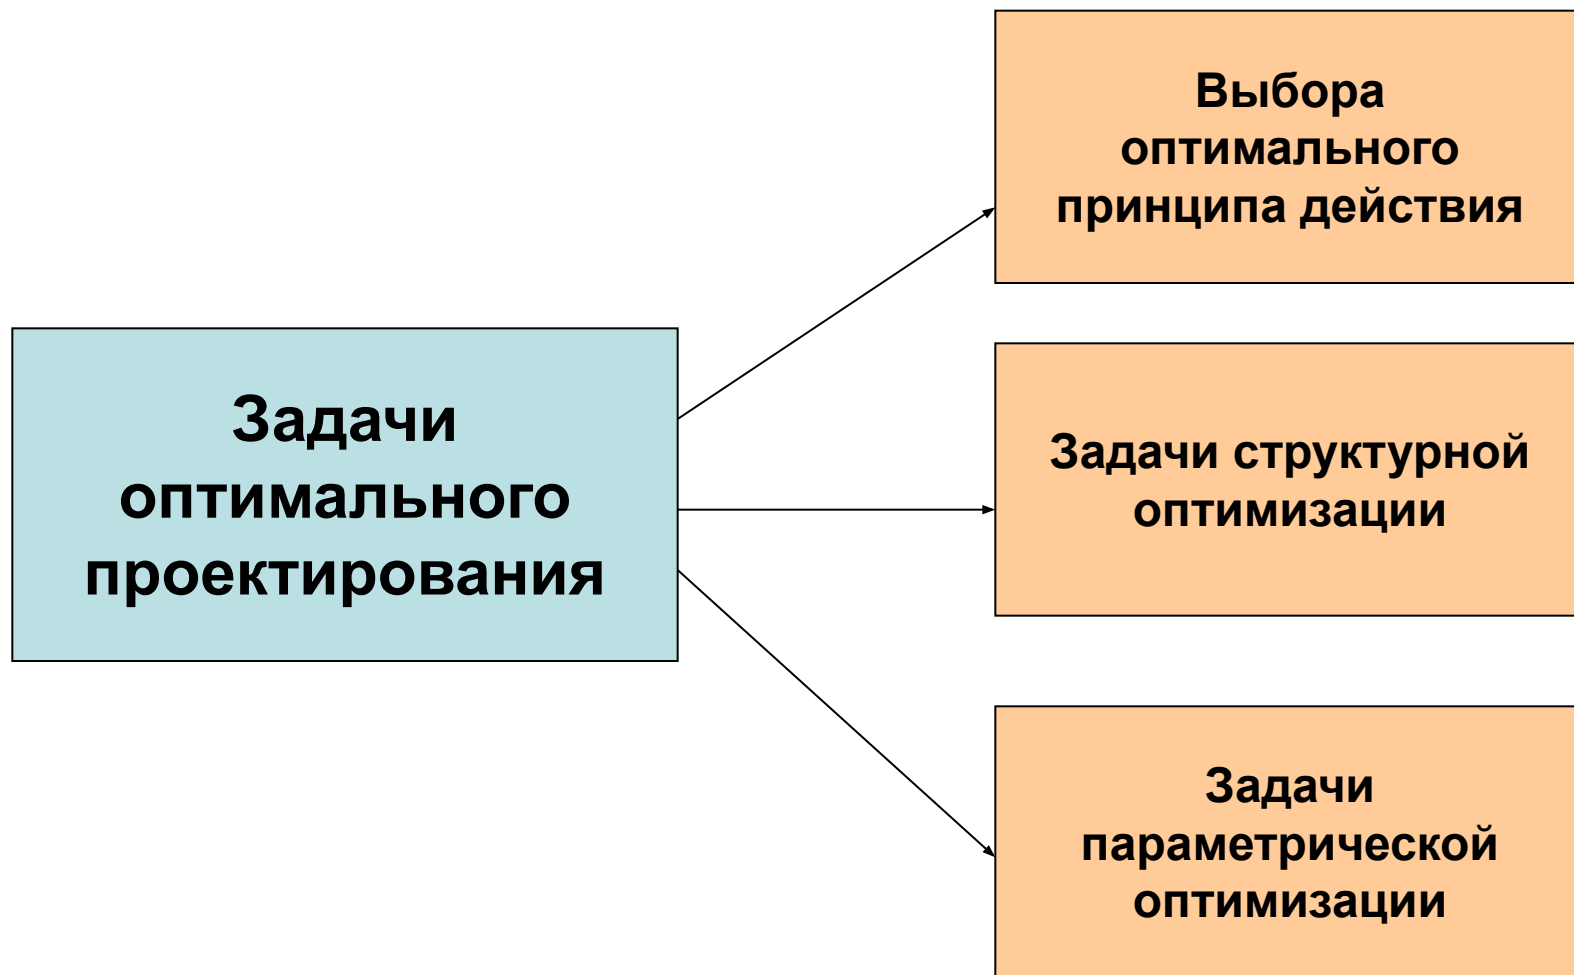 Выбора
оптимального
принципа действия
Задачи
оптимального
проектирования
Задачи структурной
оптимизации
Задачи
параметрической
оптимизации